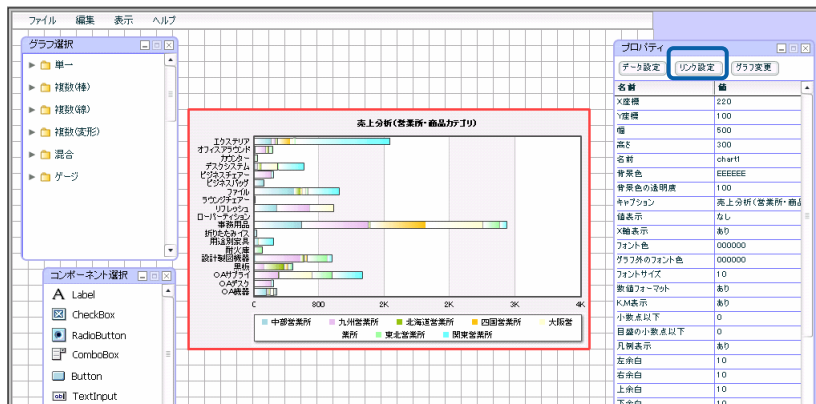 ファイル 編集 表示 ヘルプ
グラフ選択
単一
複数(棒)
複数(線)
複数(変形)
混合
ゲージ
コンポーネント選択
A Label
CheckBox
RadioButton
ComboBox
Button
TextInput
売上分析(営業所・商品カテゴリ)
エクステリア
オフィスアラウンド
カウンター
デスクシステム
ビジネスチェアー
ビジネスバッグ
ファイル
ラウンジチェアー
リフレッシュ
ローパーティション
事務用品
折りたたみイス
用途別家具
耐火庫
設計製図機器
黒板
OAサプライ
OAデスク
OA機器
0 800 2K 2K 3K 4K
中部営業所 九州営業所 北海道営業所 四国営業所 大阪営
業所 東北営業所 関東営業所
プロパティ
データ設定 リンク設定 グラフ変更
名前 値
X座標 220
Y座標 100
幅 500
高さ 300
名前 chart1
背景色 EEEEEE
背景色の透明度 100
キャプション 売上分析(営業所・商品
値表示 なし
X軸表示 あり
フォント色 000000
グラフ外のフォント色 000000
フォントサイズ 10
数値フォーマット あり
K,M表示 あり
小数点以下 0
目盛の小数点以下 0
凡例表示 あり
左余白 10
右余白 10
上余白 10
下余白 10